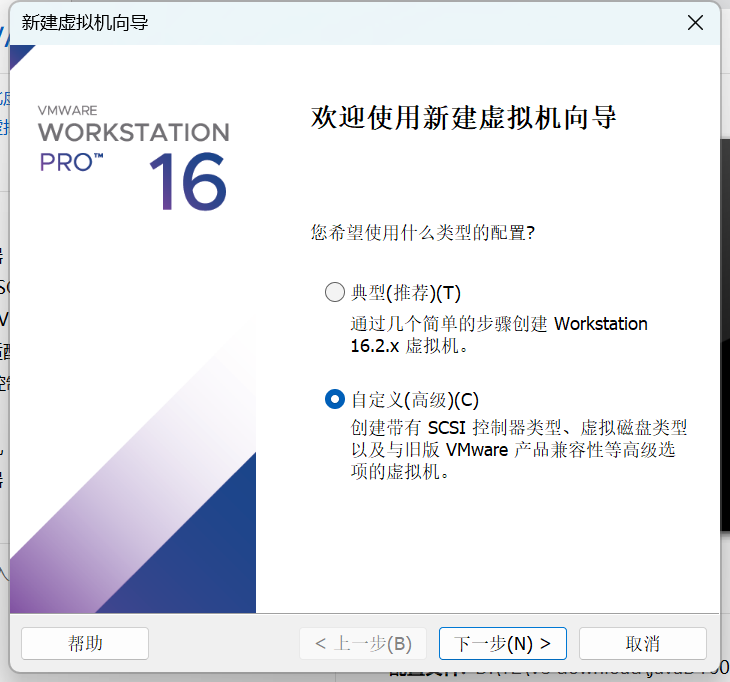 新建虚拟机向导
VMWARE
WORKSTATION
PRO™ 16
欢迎使用新建虚拟机向导
您希望使用什么类型的配置?
典型(推荐)(T)
通过几个简单的步骤创建 Workstation
16.2.x 虚拟机。
自定义(高级)(C)
创建带有 SCSI 控制器类型、虚拟磁盘类型
以及与旧版 VMware 产品兼容性等高级选
项的虚拟机。
帮助
< 上一步(B)
下一步(N) >
取消